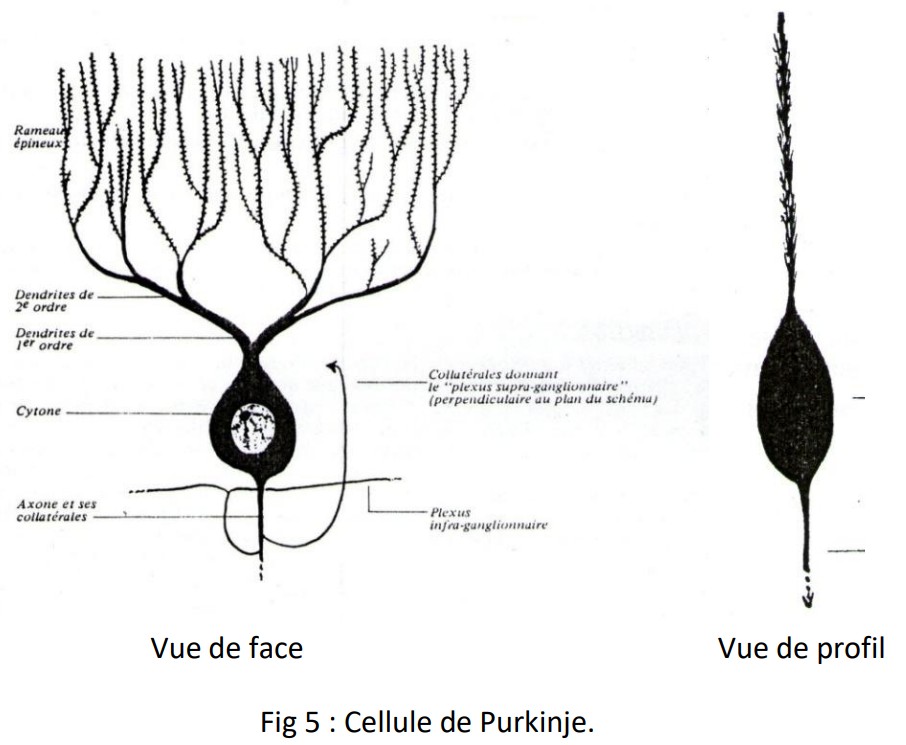 Rameaux
épineux
Dendrites de
2e ordre
Dendrites de
1er ordre
Collatérales donnant
le "plexus supra-ganglionnaire"
(perpendiculaire au plan du schéma)
Cytone
Axone et ses
collatérales
Plexus
infra-ganglionnaire
Vue de face
Vue de profil
Fig 5 : Cellule de Purkinje.